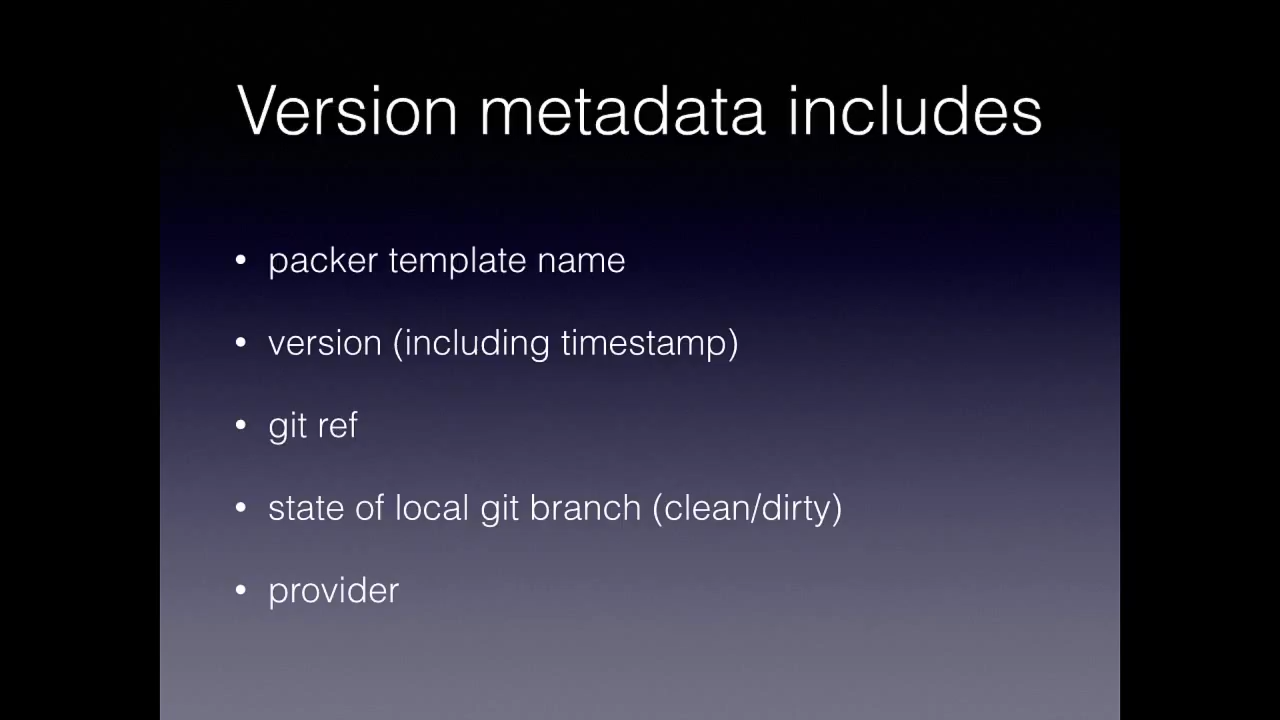 Version metadata includes
• packer template name
• version (including timestamp)
• git ref
• state of local git branch (clean/dirty)
• provider